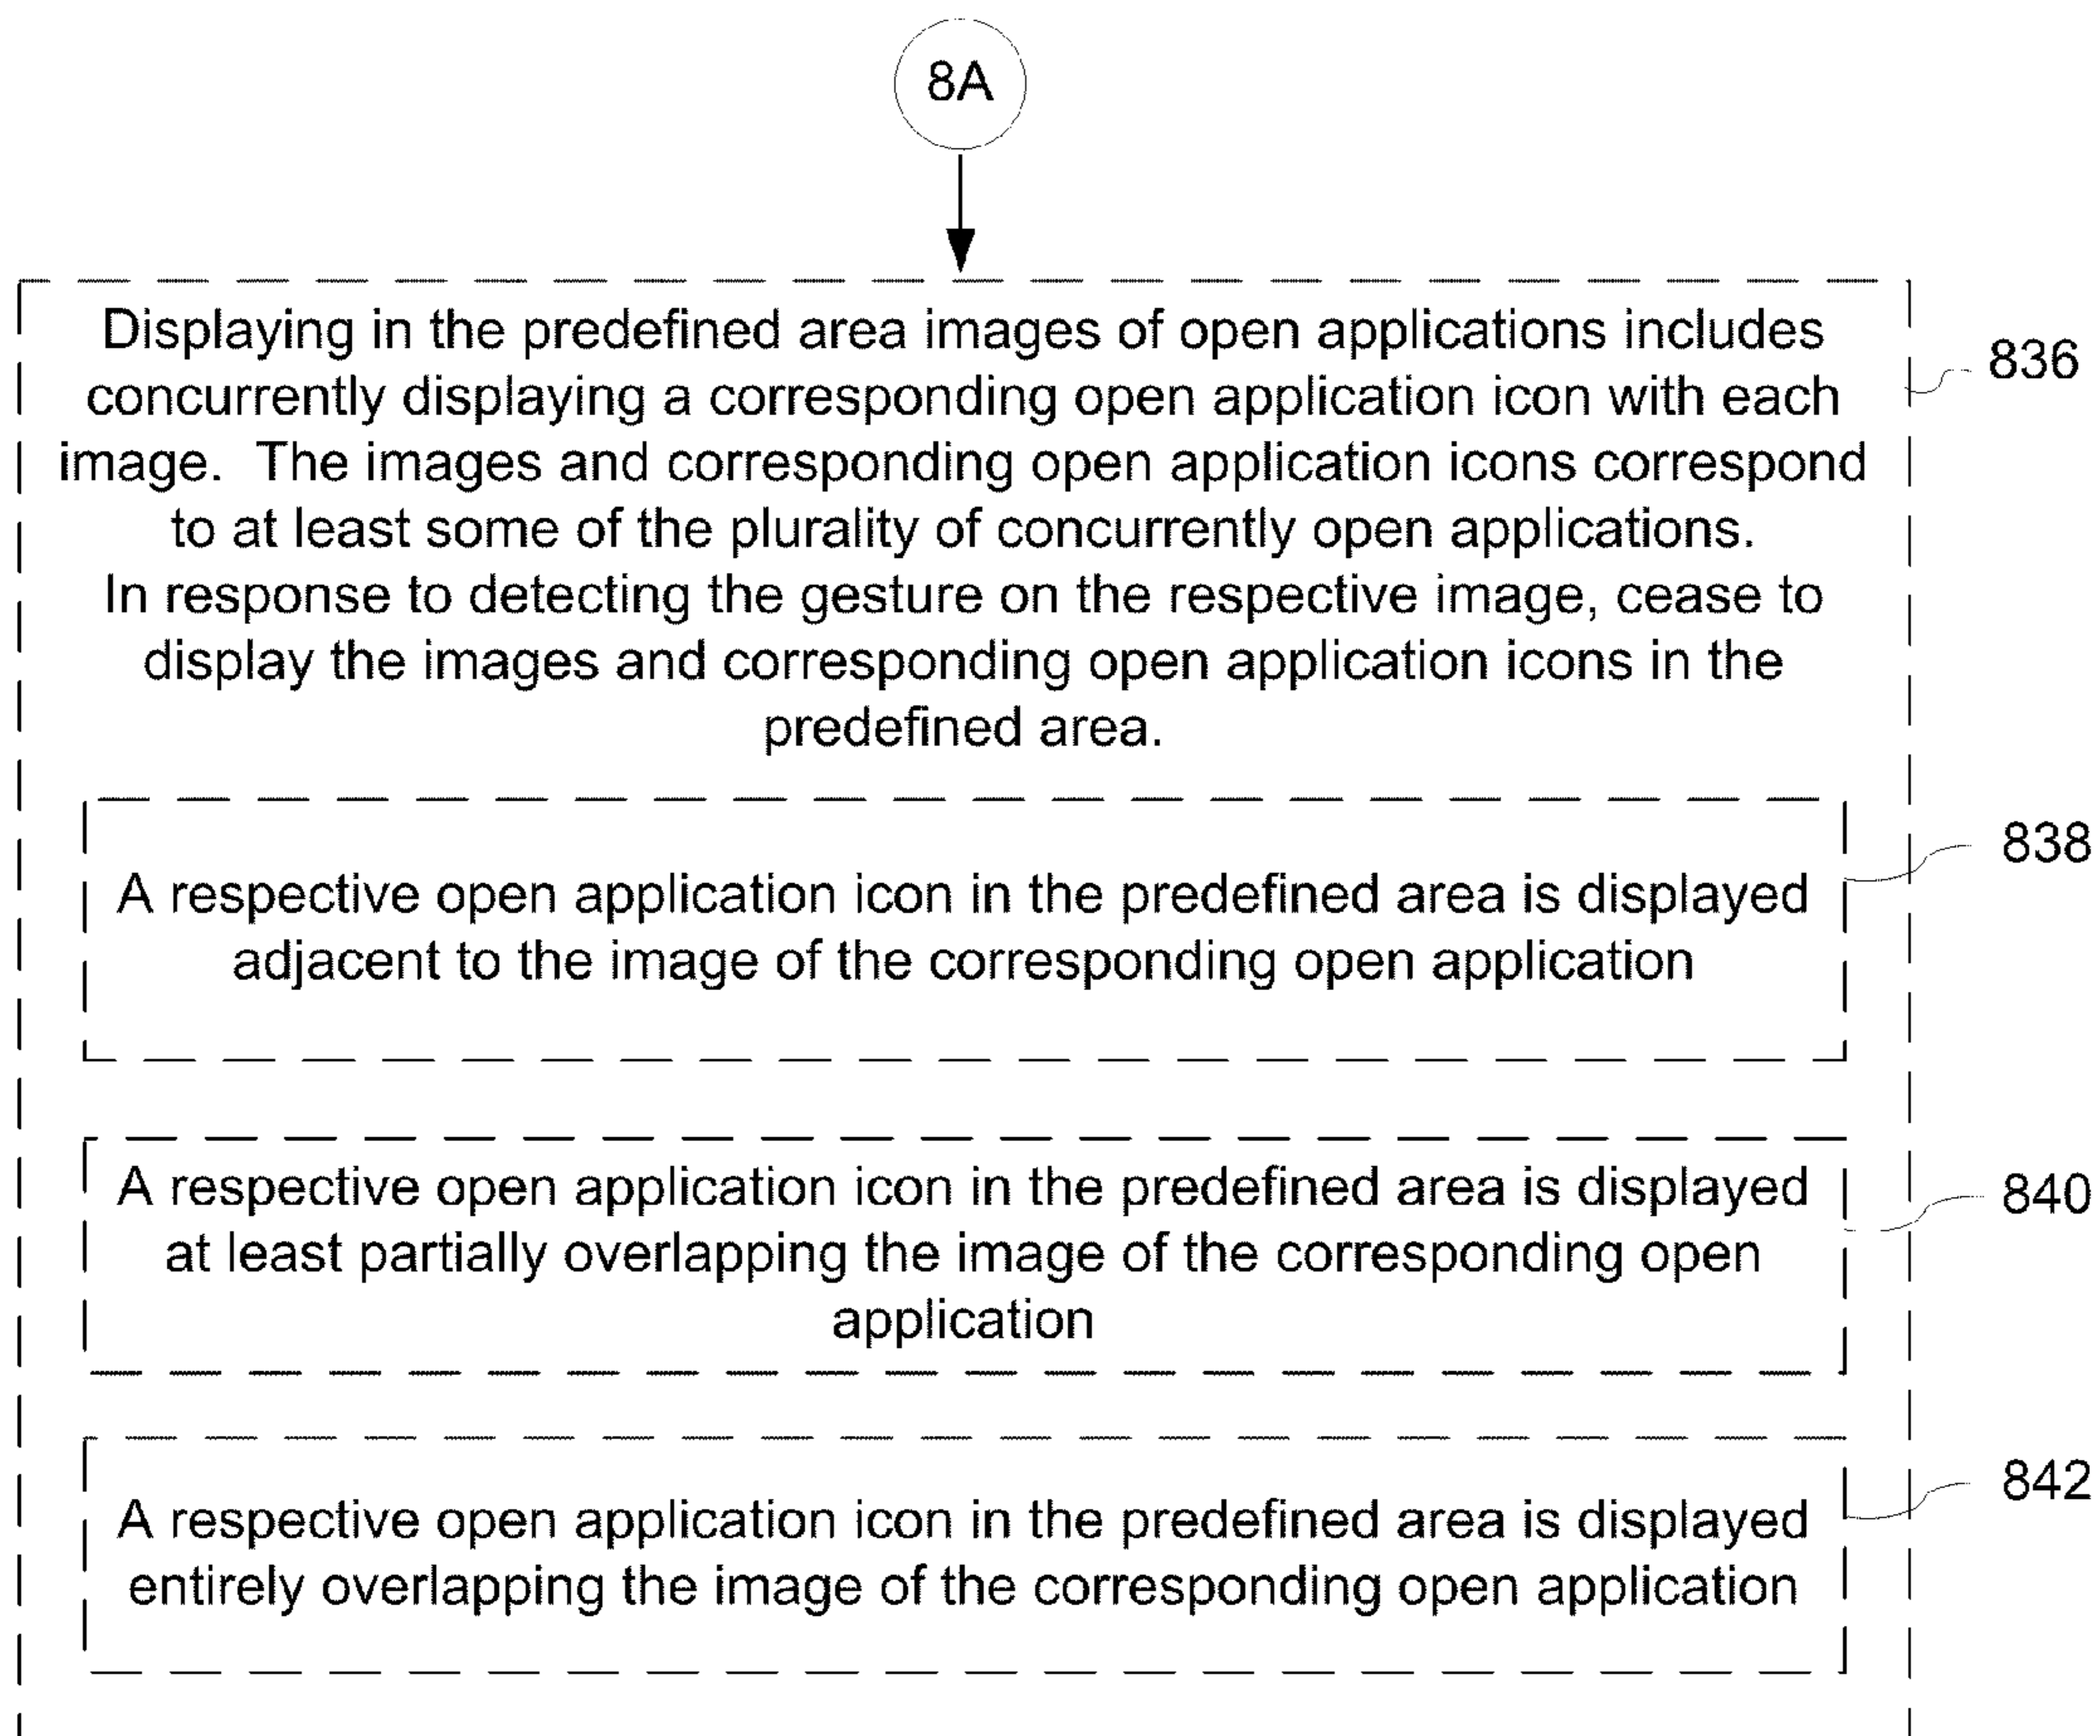 8A
Displaying in the predefined area images of open applications includes
concurrently displaying a corresponding open application icon with each
image.  The images and corresponding open application icons correspond
to at least some of the plurality of concurrently open applications.
In response to detecting the gesture on the respective image, cease to
display the images and corresponding open application icons in the
predefined area.
836
A respective open application icon in the predefined area is displayed
adjacent to the image of the corresponding open application
838
A respective open application icon in the predefined area is displayed
at least partially overlapping the image of the corresponding open
application
840
A respective open application icon in the predefined area is displayed
entirely overlapping the image of the corresponding open application
842